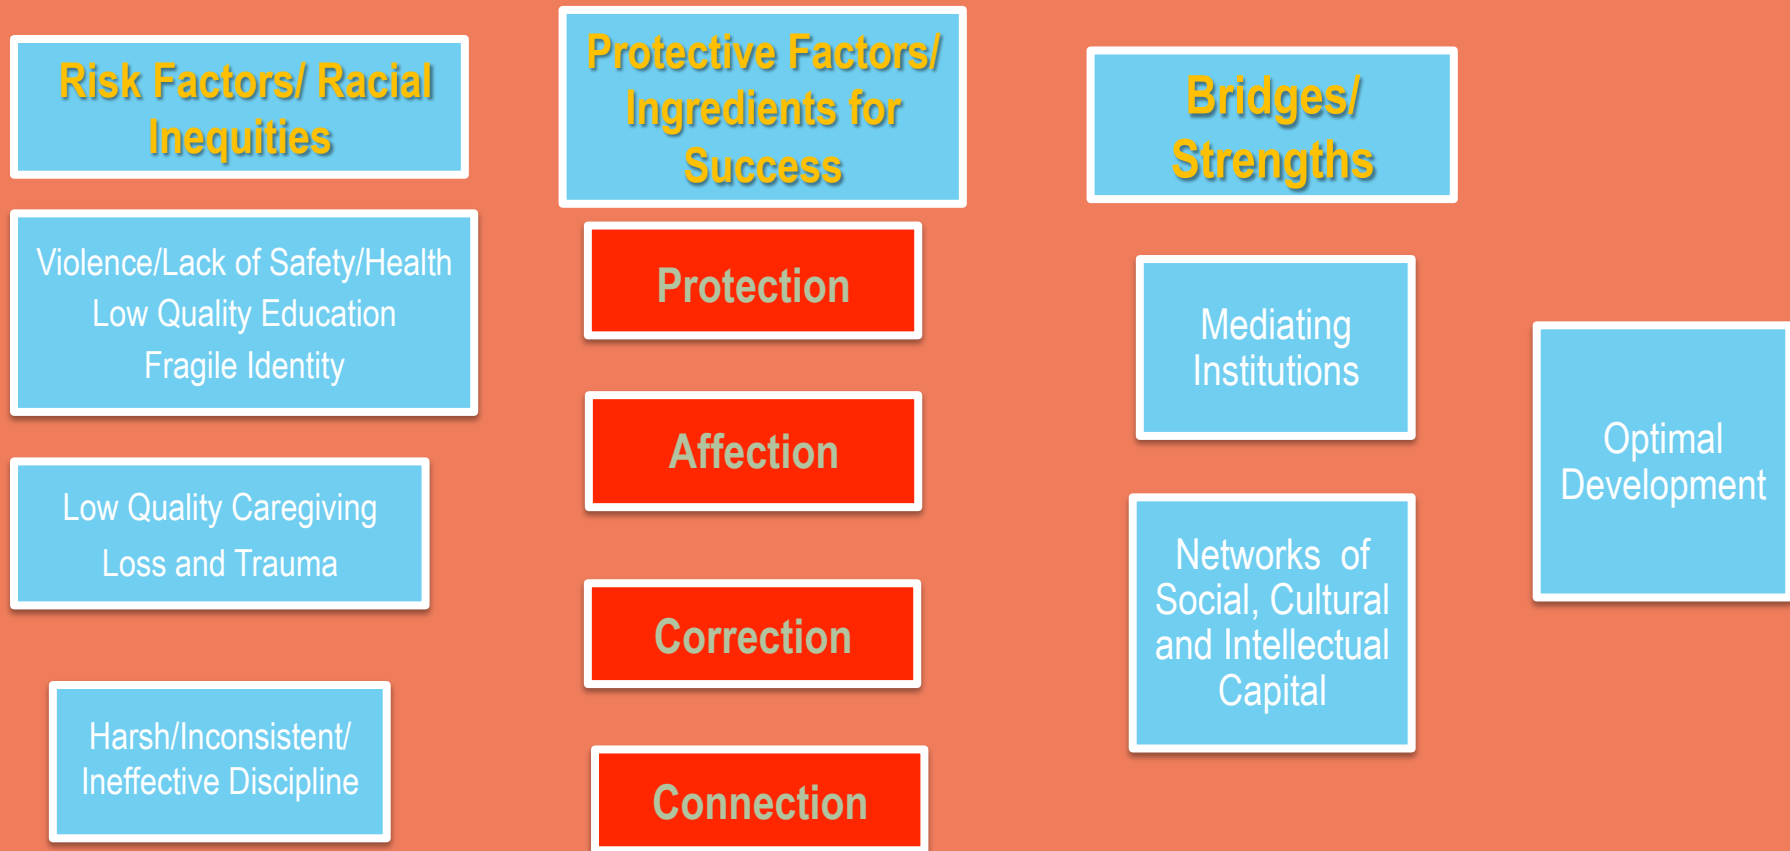 Risk Factors/ Racial
Inequities
Violence/Lack of Safety/Health
Low Quality Education
Fragile Identity
Low Quality Caregiving
Loss and Trauma
Harsh/Inconsistent/
Ineffective Discipline
Protective Factors/
Ingredients for
Success
Protection
Affection
Correction
Connection
Bridges/
Strengths
Mediating
Institutions
Networks of
Social, Cultural
and Intellectual
Capital
Optimal
Development